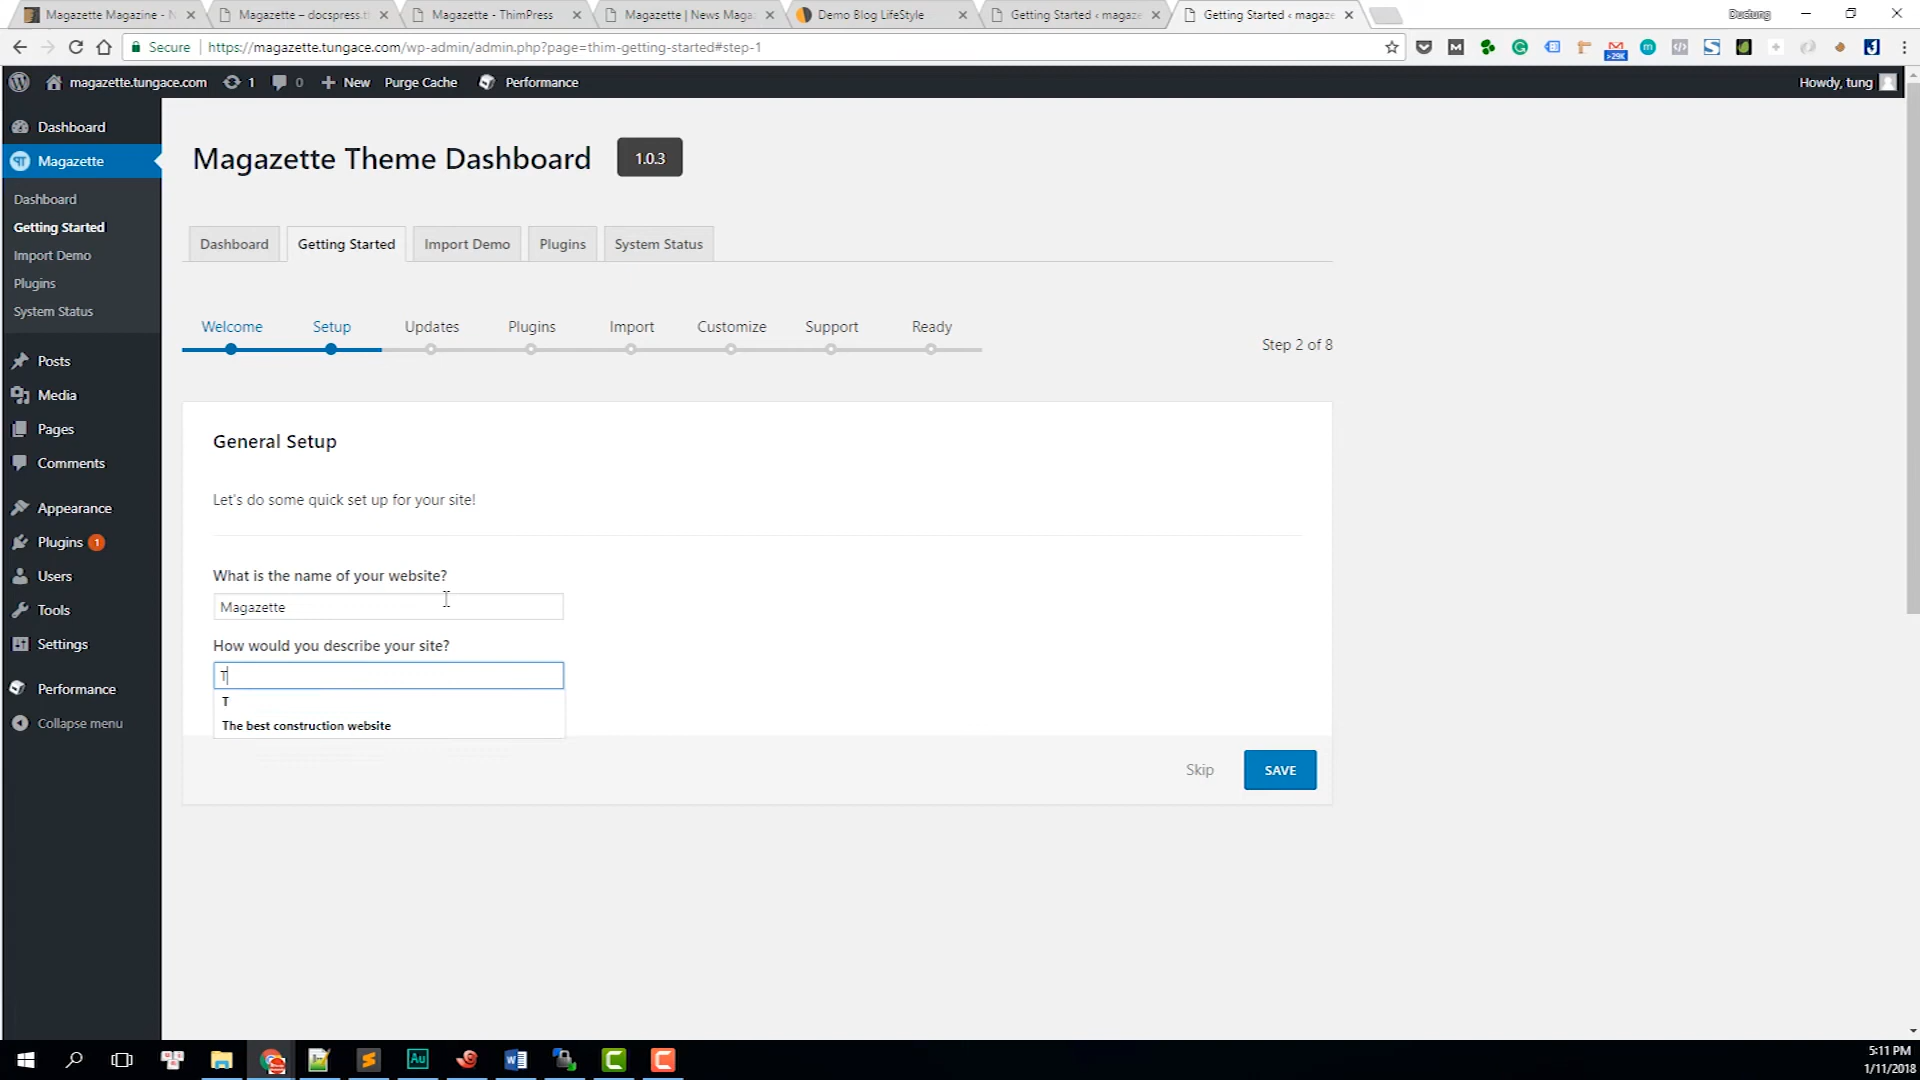 Magazette Magazine - N
Magazette – docspress.t
Magazette - ThimPress
Magazette | News Maga
Demo Blog LifeStyle
Getting Started ‹ magaze
Getting Started ‹ magaze
Ductung
Secure
https://magazette.tungace.com/wp-admin/admin.php?page=thim-getting-started#step-1
magazette.tungace.com
1
0
New
Purge Cache
Performance
Howdy, tung
Dashboard
Magazette
Dashboard
Getting Started
Import Demo
Plugins
System Status
Posts
Media
Pages
Comments
Appearance
Plugins 1
Users
Tools
Settings
Performance
Collapse menu
Magazette Theme Dashboard
1.0.3
Dashboard
Getting Started
Import Demo
Plugins
System Status
Welcome
Setup
Updates
Plugins
Import
Customize
Support
Ready
Step 2 of 8
General Setup
Let's do some quick set up for your site!
What is the name of your website?
Magazette
How would you describe your site?
T
T
The best construction website
Skip
SAVE
Au
5:11 PM
1/11/2018